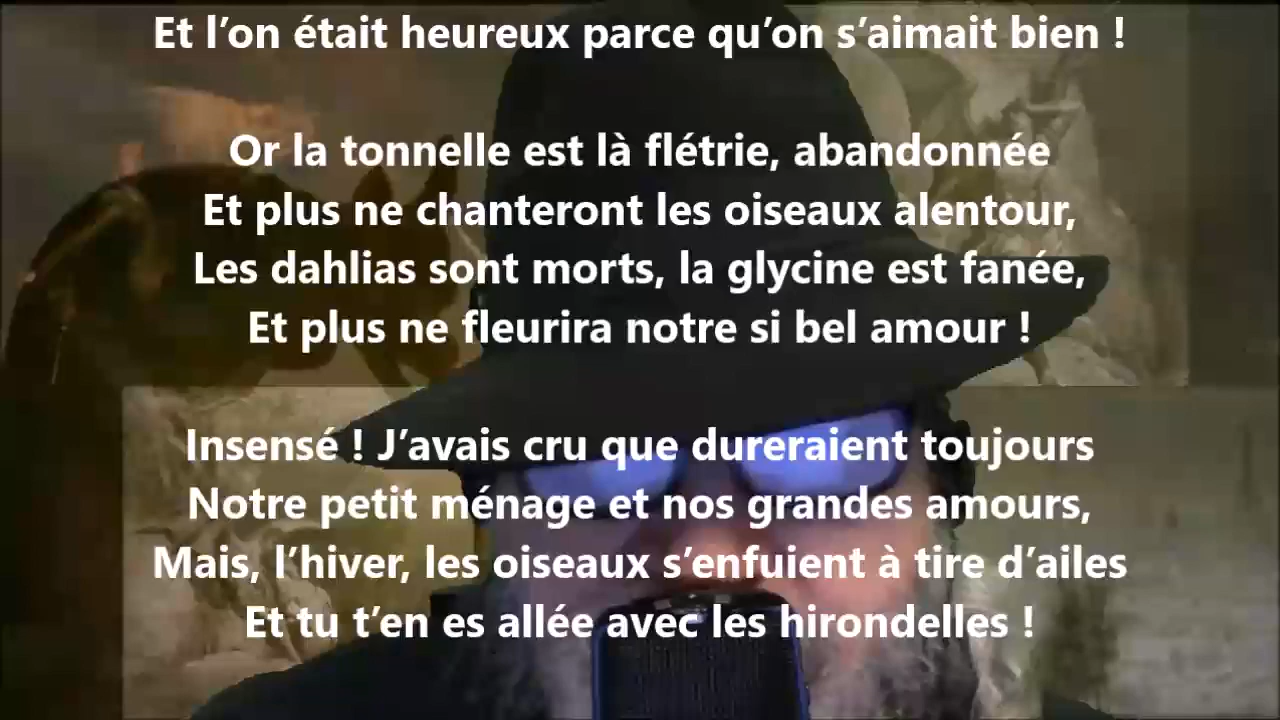 Et l’on était heureux parce qu’on s’aimait bien !
Or la tonnelle est là flétrie, abandonnée
Et plus ne chanteront les oiseaux alentour,
Les dahlias sont morts, la glycine est fanée,
Et plus ne fleurira notre si bel amour !
Insensé ! J’avais cru que dureraient toujours
Notre petit ménage et nos grandes amours,
Mais, l’hiver, les oiseaux s’enfuient à tire d’ailes
Et tu t’en es allée avec les hirondelles !